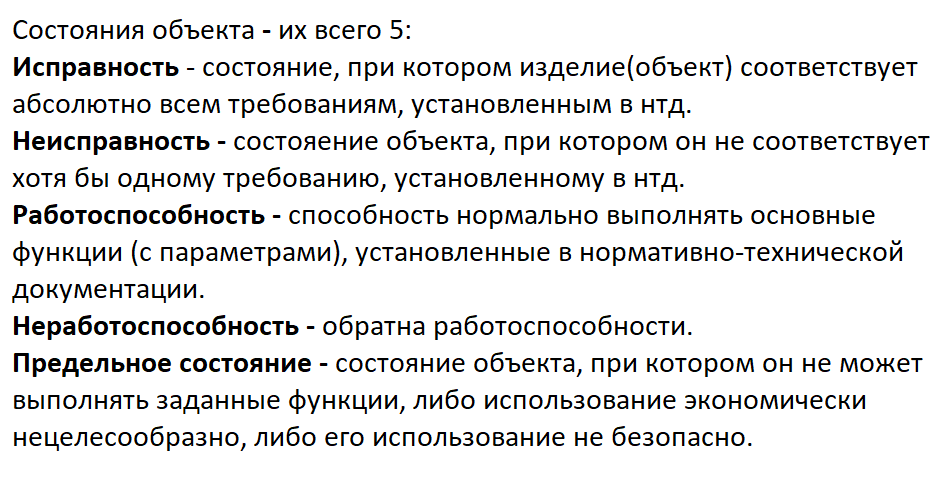 Состояния объекта - их всего 5:
Исправность - состояние, при котором изделие(объект) соответствует
абсолютно всем требованиям, установленным в нтд.
Неисправность - состояение объекта, при котором он не соответствует
хотя бы одному требованию, установленному в нтд.
Работоспособность - способность нормально выполнять основные
функции (с параметрами), установленные в нормативно-технической
документации.
Неработоспособность - обратна работоспособности.
Предельное состояние - состояние объекта, при котором он не может
выполнять заданные функции, либо использование экономически
нецелесообразно, либо его использование не безопасно.